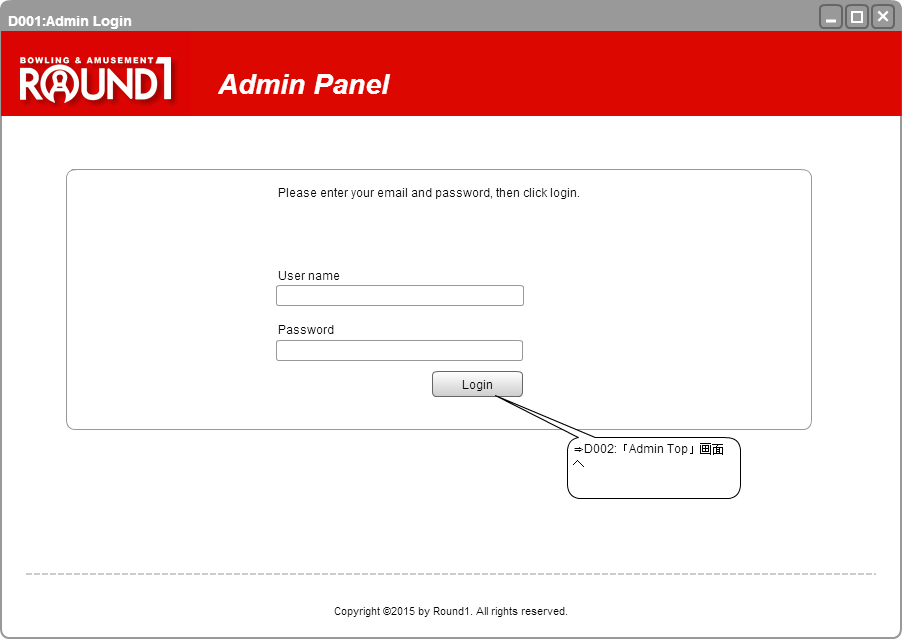 D001:Admin Login
BOWLING & AMUSEMENT
ROUND1
Admin Panel
Please enter your email and password, then click login.
User name
Password
Login
⇒D002:「Admin Top」画面
へ
Copyright ©2015 by Round1. All rights reserved.